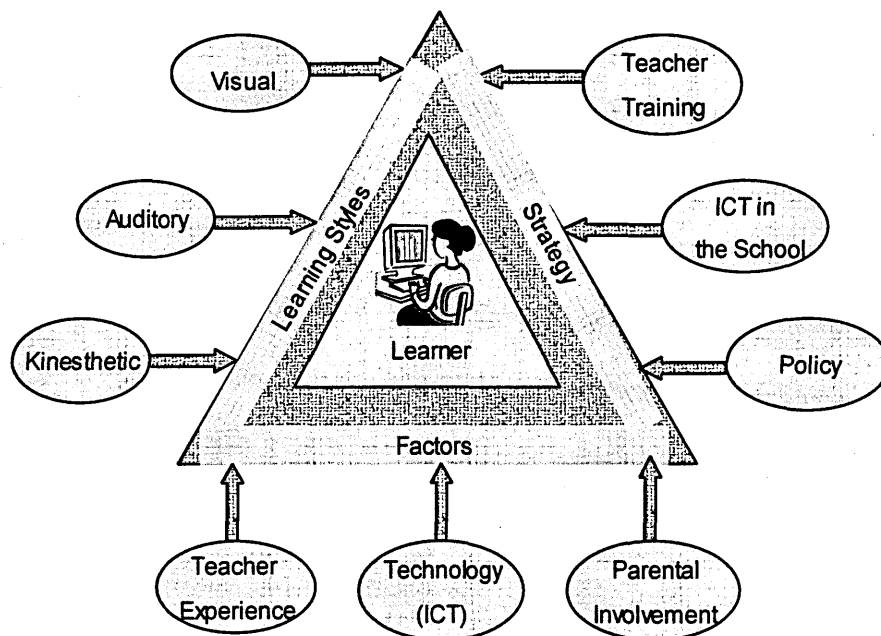 Visual
Teacher
Training
Auditory
Learning Styles
Strategy
ICT in
the School
Kinesthetic
Learner
Policy
Factors
Teacher
Experience
Technology
(ICT)
Parental
Involvement